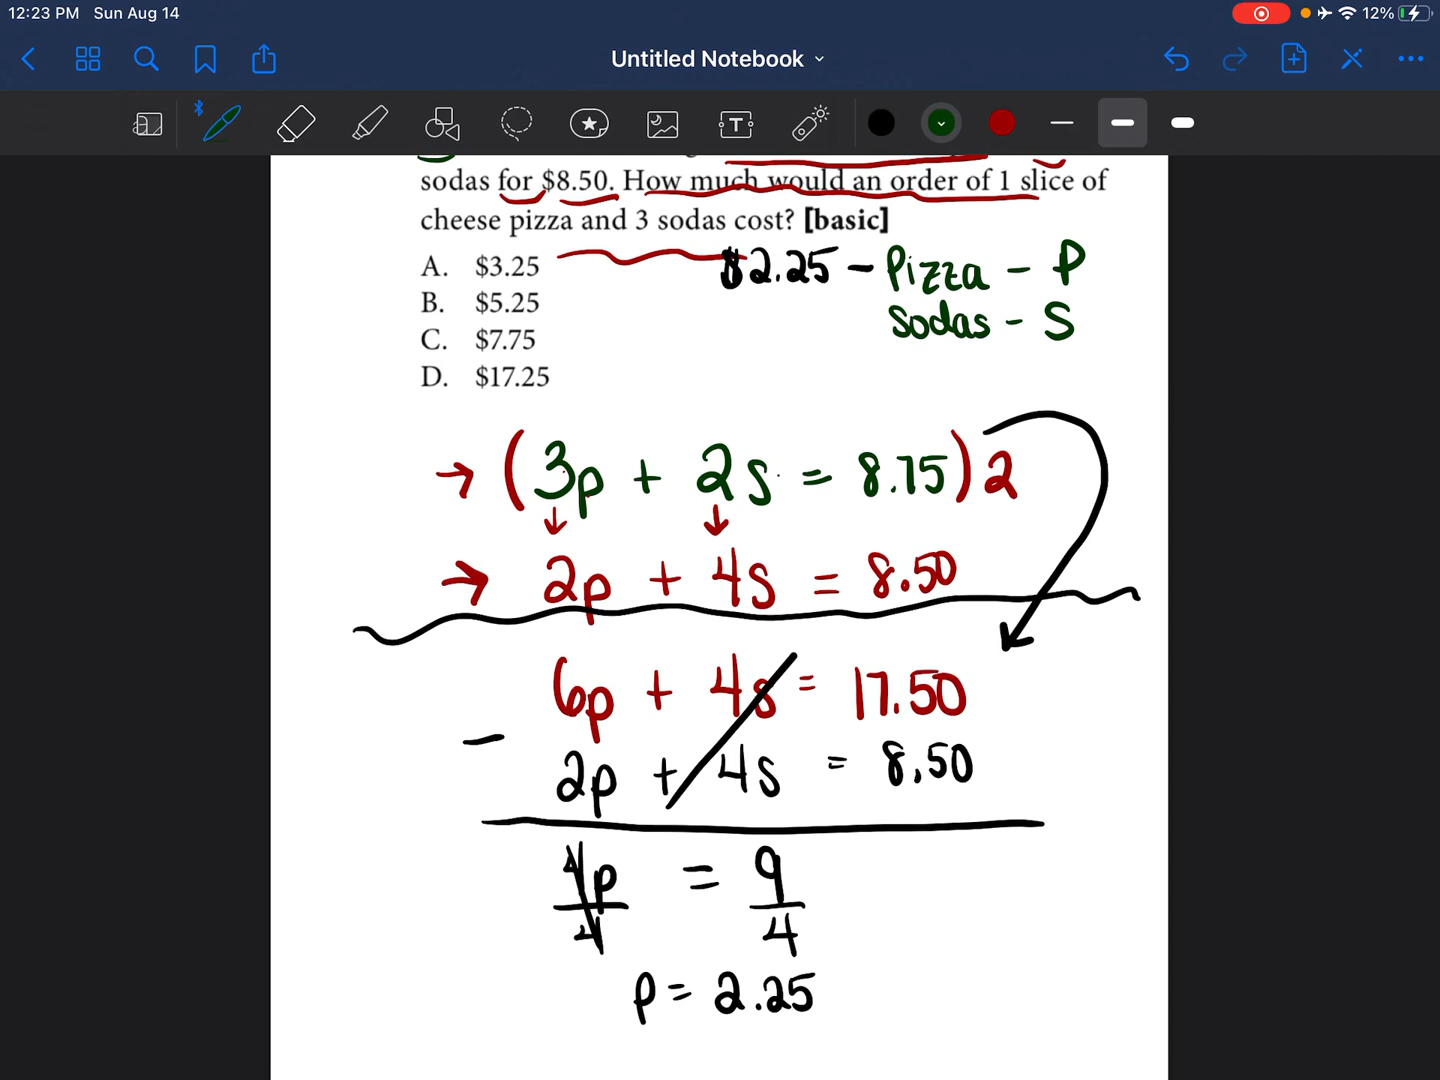 12:23 PM Sun Aug 14
12%
Untitled Notebook
T
sodas for $8.50. How much would an order of 1 slice of
cheese pizza and 3 sodas cost? [basic]
A. $3.25
B. $5.25
C. $7.75
D. $17.25
$2.25 – Pizza – P
Sodas – S
→ (3p + 2s = 8.75) 2
→ 2p + 4s = 8.50
6p + 4s = 17.50
– 2p + 4s = 8.50
4p = 9
4 4
p = 2.25